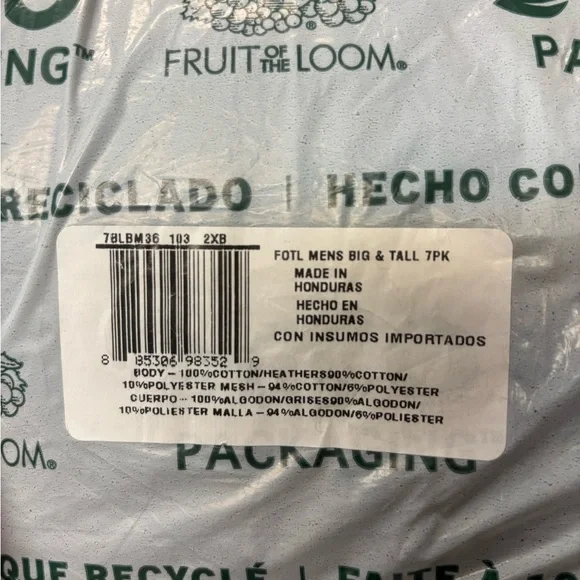 NG™
FRUIT OF THE LOOM®
PA
RECICLADO | HECHO CO
7BLBM36 103 2XB
FOTL MENS BIG & TALL 7PK
MADE IN
HONDURAS
HECHO EN
HONDURAS
CON INSUMOS IMPORTADOS
8 85306 98352 9
BODY - 100%COTTON/HEATHERS90%COTTON/
10%POLYESTER MESH - 94%COTTON/6%POLYESTER
CUERPO - 100%ALGODON/GRISES90%ALGODON/
10%POLIESTER MALLA - 94%ALGODON/6%POLIESTER
OM®
PACKAGING
QUE RECYCLÉ | FAITE À